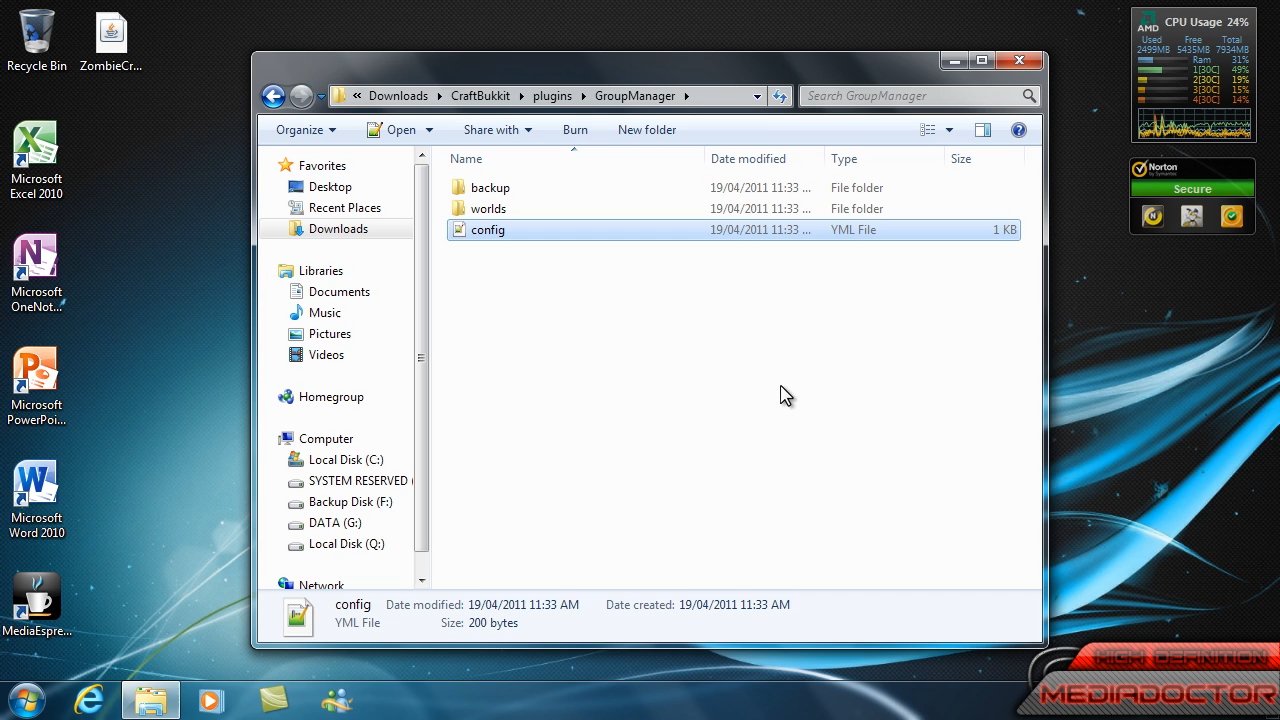 Recycle Bin
ZombieCr...
Microsoft
Excel 2010
Microsoft
OneNot...
Microsoft
PowerPoi...
Microsoft
Word 2010
MediaEspre...
« Downloads CraftBukkit plugins GroupManager
Search GroupManager
Organize Open Share with Burn New folder
Favorites
Desktop
Recent Places
Downloads
Libraries
Documents
Music
Pictures
Videos
Homegroup
Computer
Local Disk (C:)
SYSTEM RESERVED (
Backup Disk (F:)
DATA (G:)
Local Disk (Q:)
Network
Name Date modified Type Size
backup 19/04/2011 11:33 ... File folder
worlds 19/04/2011 11:33 ... File folder
config 19/04/2011 11:33 ... YML File 1 KB
config Date modified: 19/04/2011 11:33 AM Date created: 19/04/2011 11:33 AM
YML File Size: 200 bytes
AMD CPU Usage 24%
Used Free Total
2499MB 5435MB 7934MB
Ram 31%
1[30C] 49%
2[30C] 19%
3[30C] 15%
4[30C] 14%
Norton
by Symantec
Secure
HIGH DEFINITION
MEDIADOCTOR